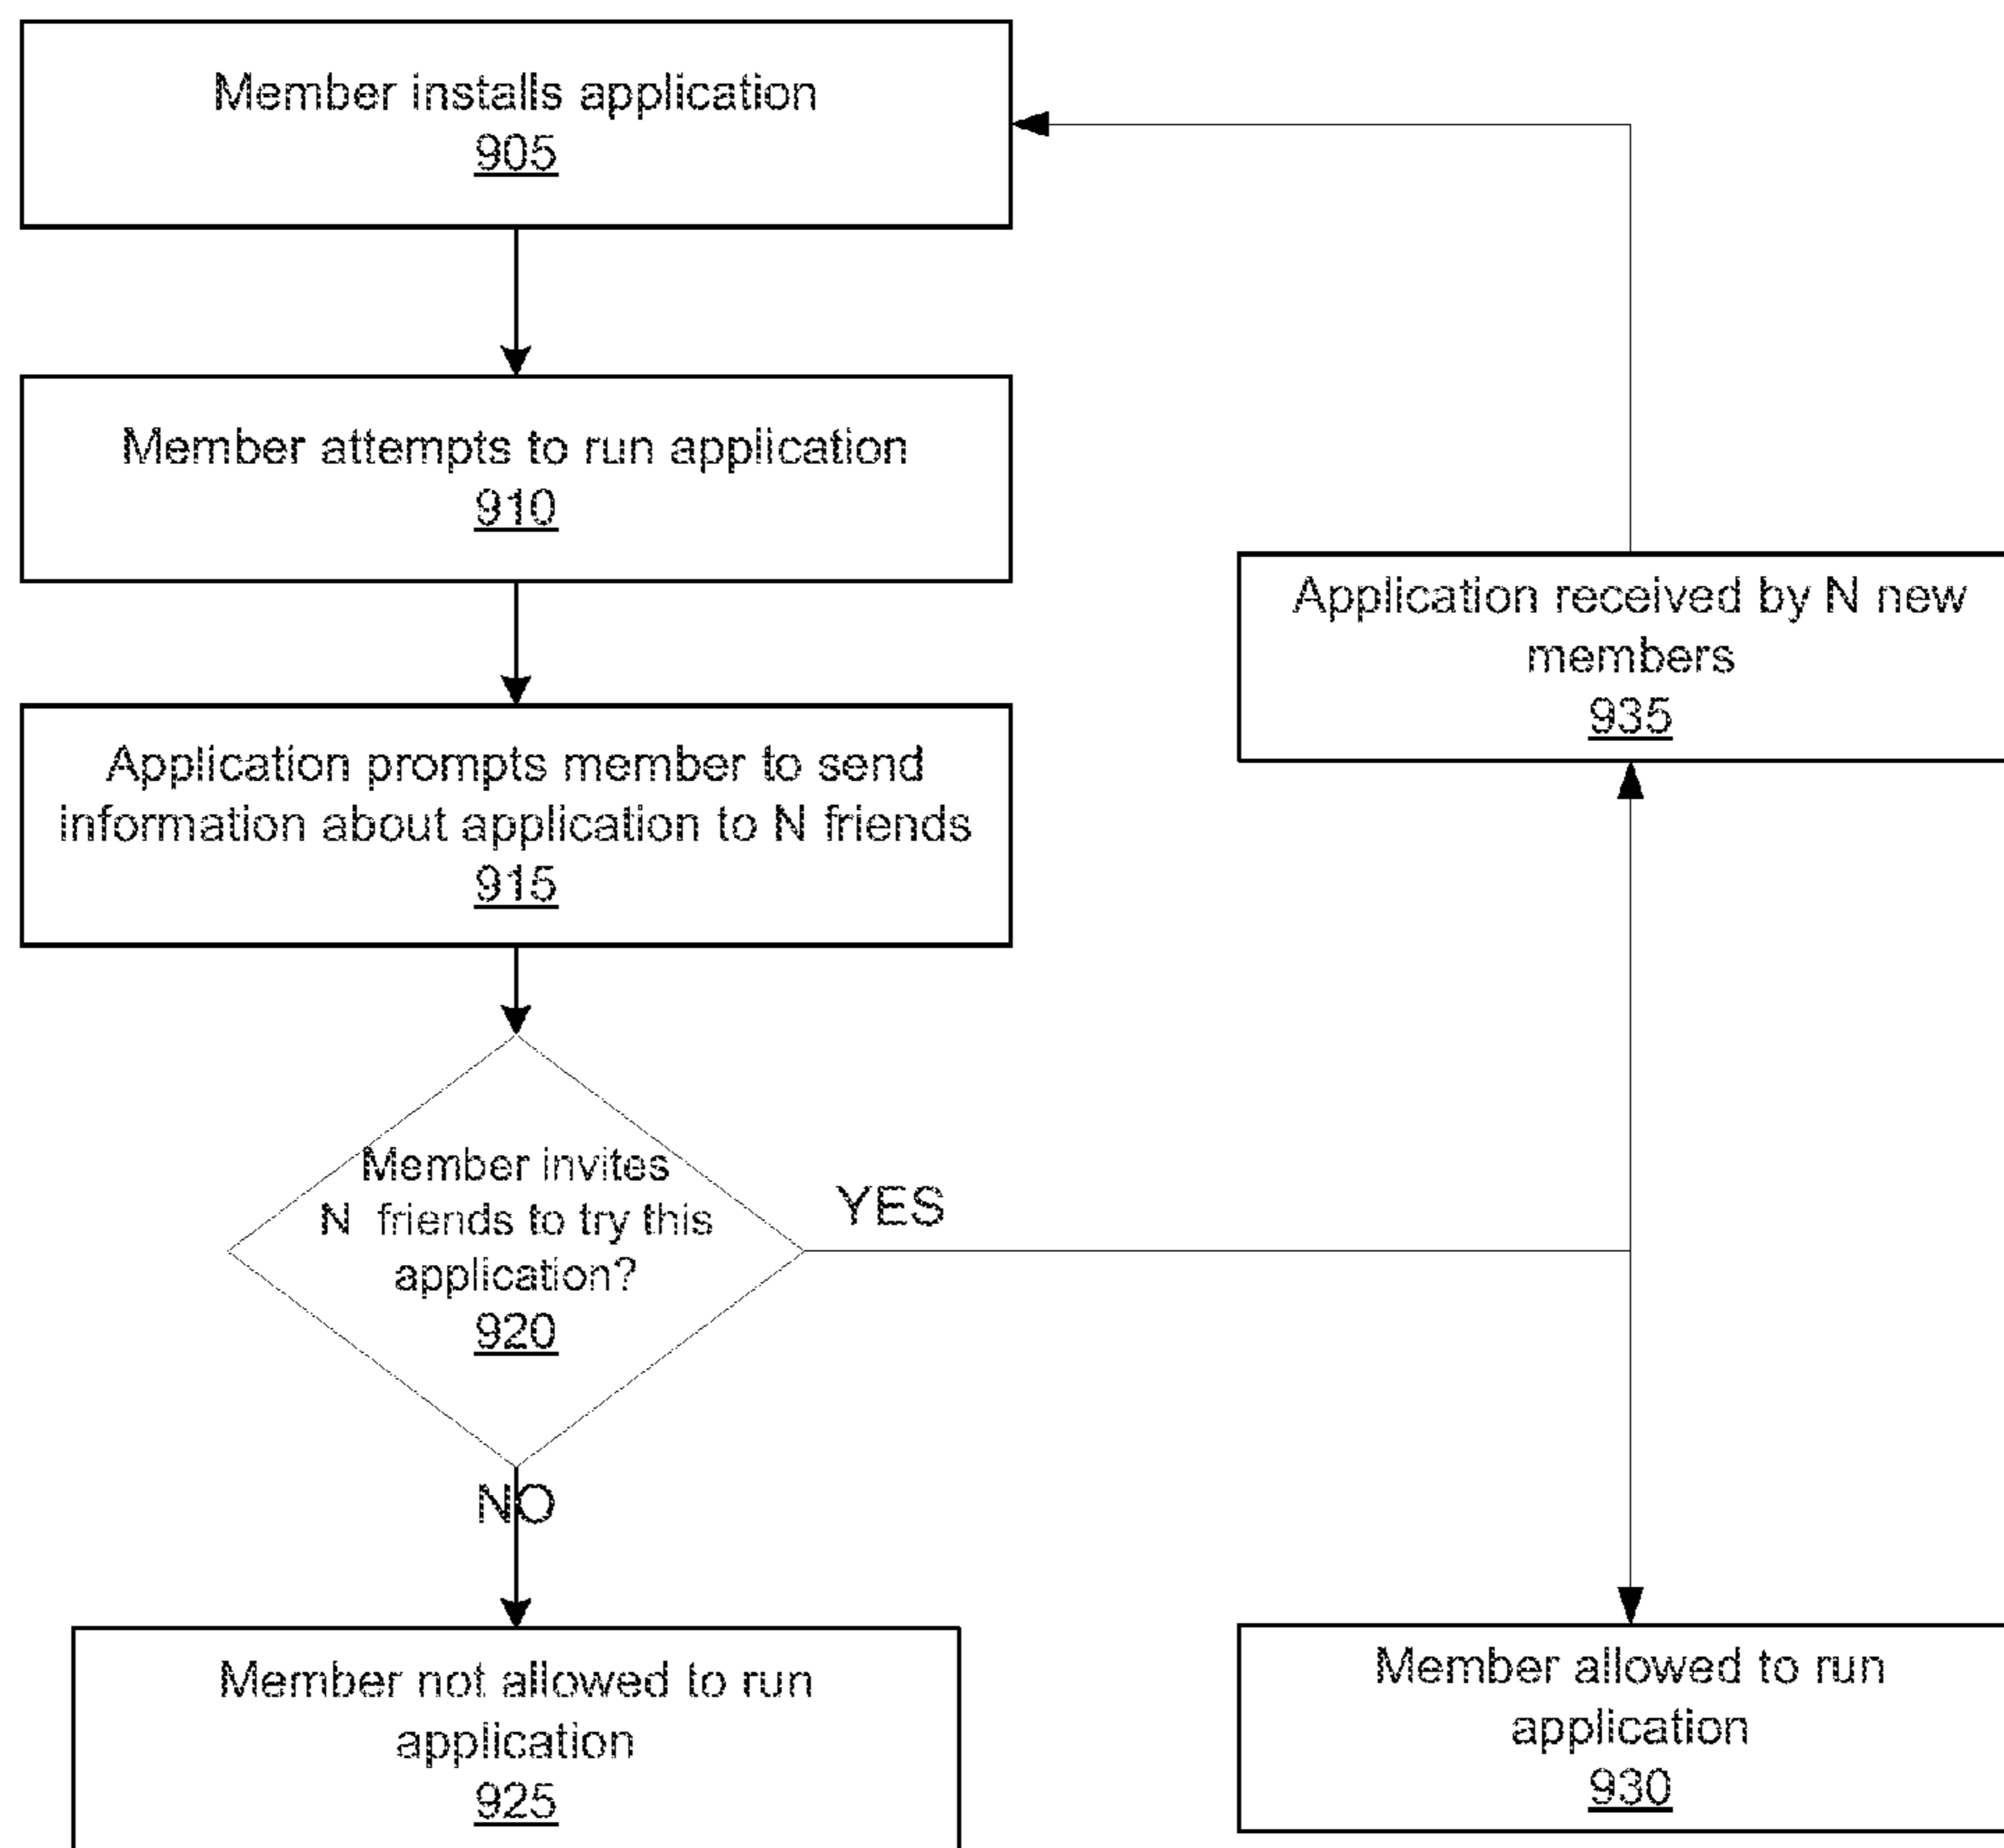 Member installs application
905
Member attempts to run application
910
Application prompts member to send
information about application to N friends
915
Member invites
N friends to try this
application?
920
YES
NO
Member not allowed to run
application
925
Application received by N new
members
935
Member allowed to run
application
930